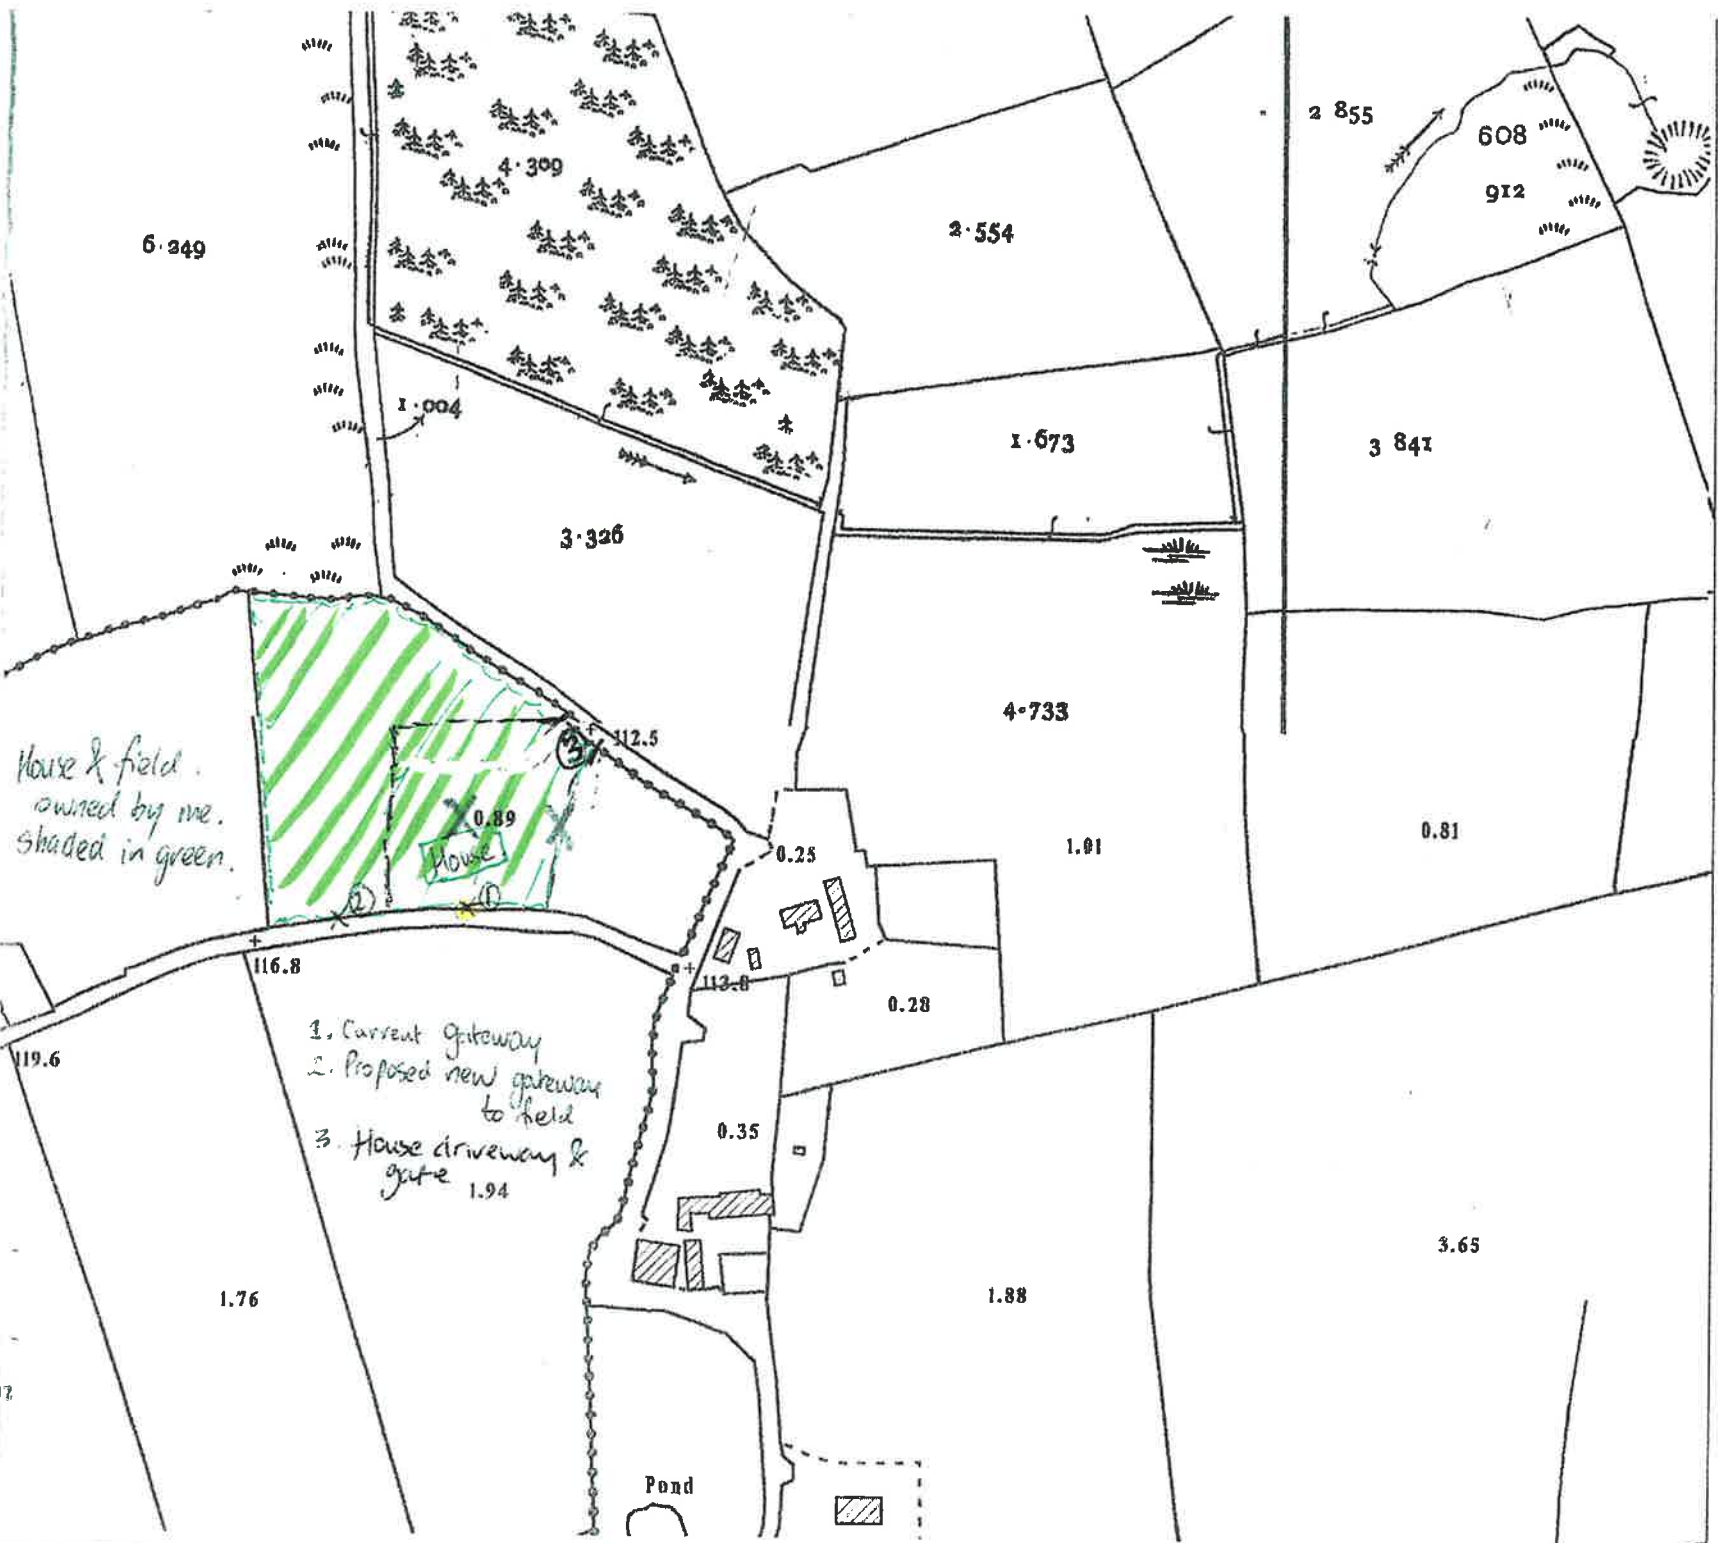 2 855
608
912
4·309
6·249
2·554
1·004
1·673
3 841
3·326
4·733
112.5
3
House & field.
owned by me.
Shaded in green.
0.89
House
2
1
0.25
1.01
0.81
116.8
113.8
0.28
119.6
1. Current gateway
2. Proposed new gateway
to field
3. House driveway &
gate
1.94
0.35
1.76
1.88
3.65
Pond